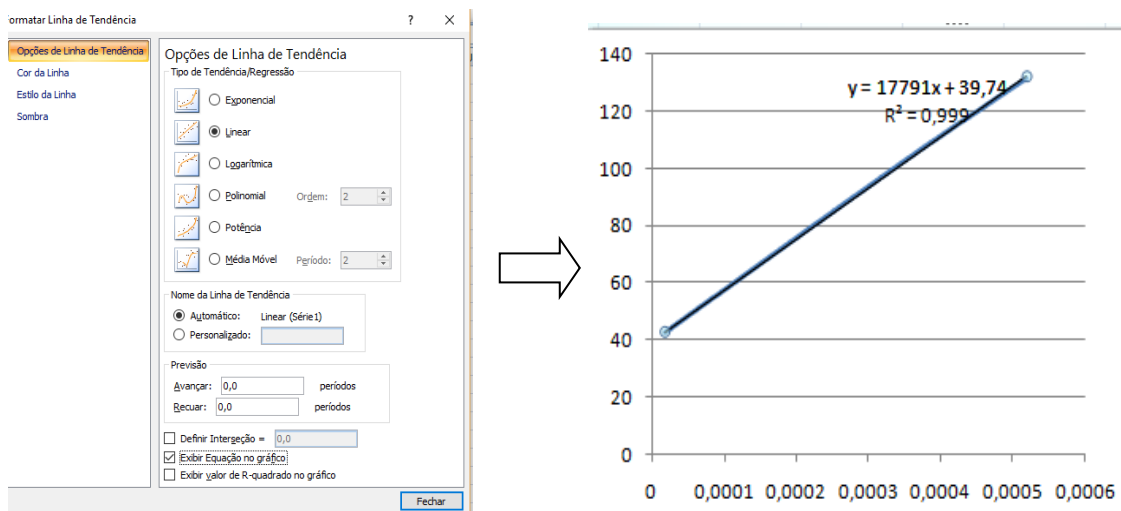 ormatar Linha de Tendência ? ×
Opções de Linha de Tendência
Cor da Linha
Estilo da Linha
Sombra
Opções de Linha de Tendência
Tipo de Tendência/Regressão
Exponencial
Linear
Logarítmica
Polinomial Ordem: 2
Potência
Média Móvel Período: 2
Nome da Linha de Tendência
Automático: Linear (Série1)
Personalizado:
Previsão
Avançar: 0,0 períodos
Recuar: 0,0 períodos
Definir Interseção = 0,0
Exibir Equação no gráfico
Exibir valor de R-quadrado no gráfico
Fechar
140
120
100
80
60
40
20
0
y = 17791x + 39,74
R² = 0,999
0 0,0001 0,0002 0,0003 0,0004 0,0005 0,0006